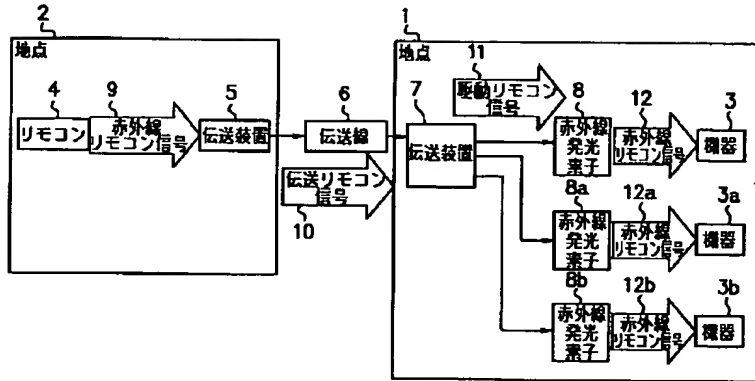 2
地点
4
リモコン
9
赤外線
リモコン信号
5
伝送装置
6
伝送線
伝送リモコン
信号
10
1
地点
11
駆動リモコン
信号
7
伝送装置
8
赤外線
発光
素子
12
赤外線
リモコン信号
3
機器
8a
赤外線
発光
素子
12a
赤外線
リモコン信号
3a
機器
8b
赤外線
発光
素子
12b
赤外線
リモコン信号
3b
機器